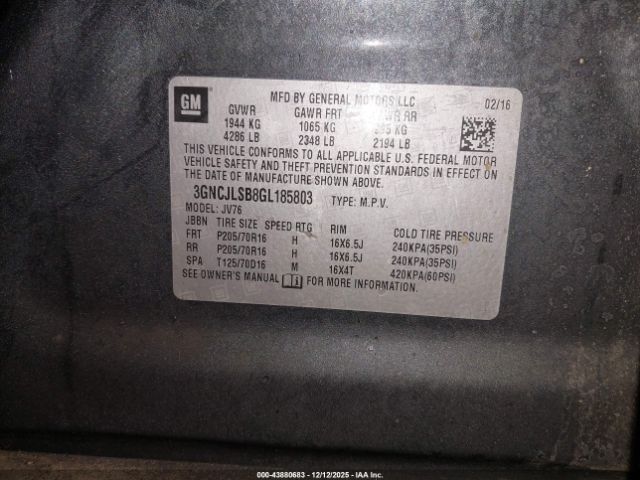 GM
MFD BY GENERAL MOTORS LLC 02/16
GVWR GAWR FRT WR RR
1944 KG 1065 KG 995 KG
4286 LB 2348 LB 2194 LB
THIS VEHICLE CONFORMS TO ALL APPLICABLE U.S. FEDERAL MOTOR
VEHICLE SAFETY AND THEFT PREVENTION STANDARDS IN EFFECT ON
THE DATE OF MANUFACTURE SHOWN ABOVE.
3GNCJLSB8GL185803 TYPE: M.P.V.
MODEL: JV76
JBBN TIRE SIZE SPEED RTG RIM COLD TIRE PRESSURE
FRT P205/70R16 H 16X6.5J 240KPA(35PSI)
RR P205/70R16 H 16X6.5J 240KPA(35PSI)
SPA T125/70D16 M 16X4T 420KPA(60PSI)
SEE OWNER'S MANUAL FOR MORE INFORMATION.
000-43880683 - 12/12/2025 - IAA Inc.